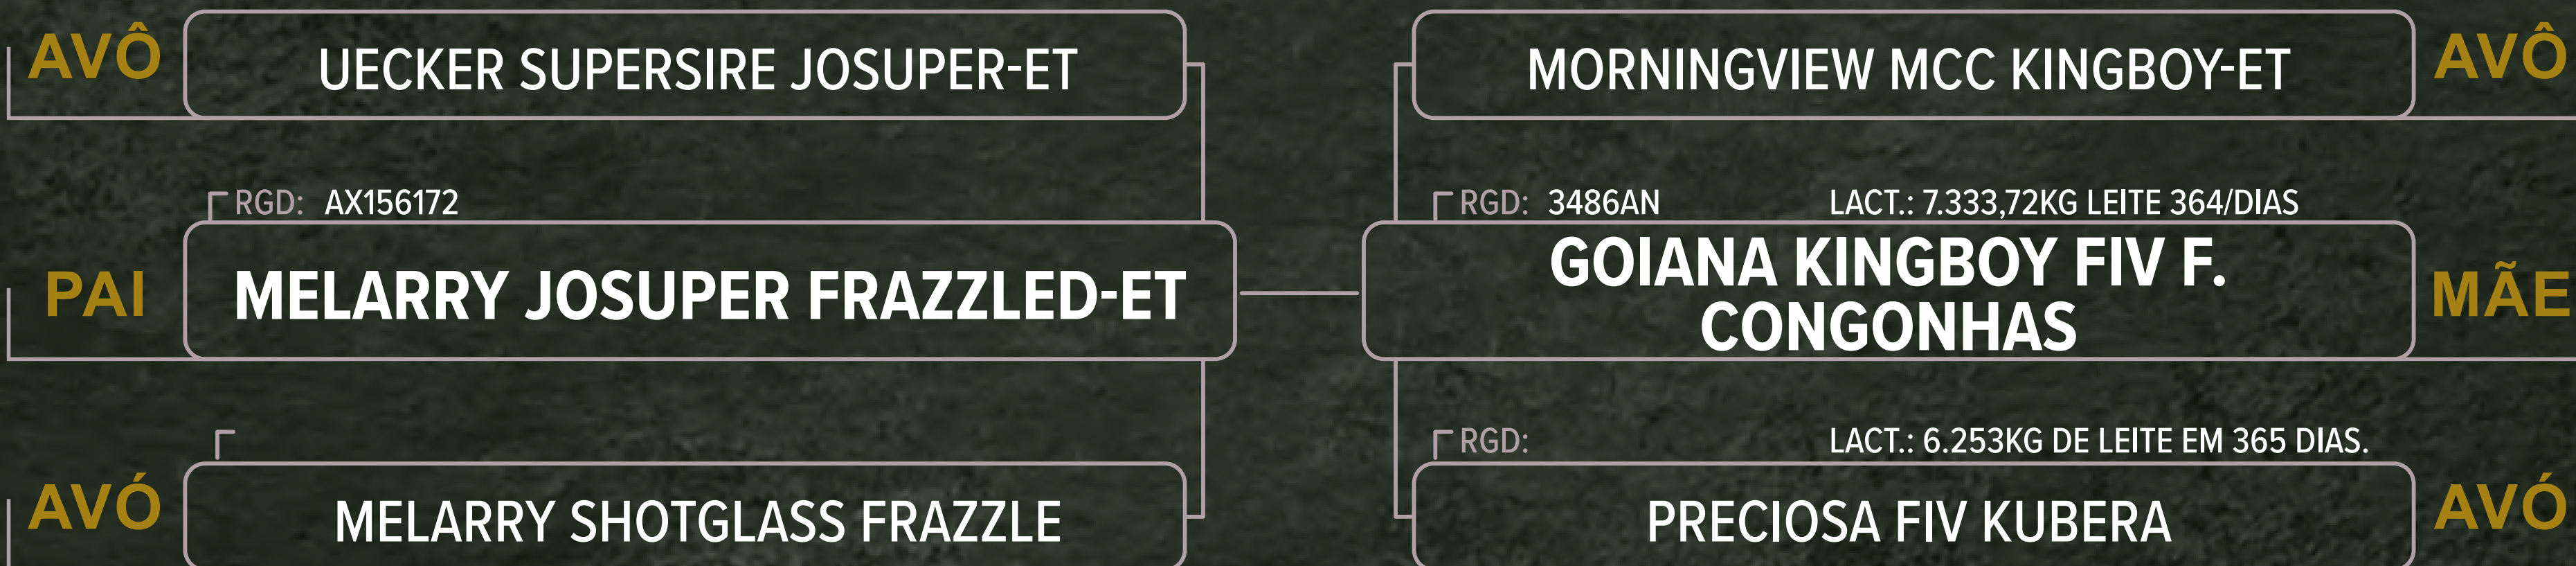 AVÔ
UECKER SUPERSIRE JOSUPER-ET
RGD: AX156172
PAI
MELARRY JOSUPER FRAZZLED-ET
AVÓ
MELARRY SHOTGLASS FRAZZLE
MORNINGVIEW MCC KINGBOY-ET
AVÔ
RGD: 3486AN LACT.: 7.333,72KG LEITE 364/DIAS
GOIANA KINGBOY FIV F.
CONGONHAS
MÃE
RGD: LACT.: 6.253KG DE LEITE EM 365 DIAS.
PRECIOSA FIV KUBERA
AVÓ